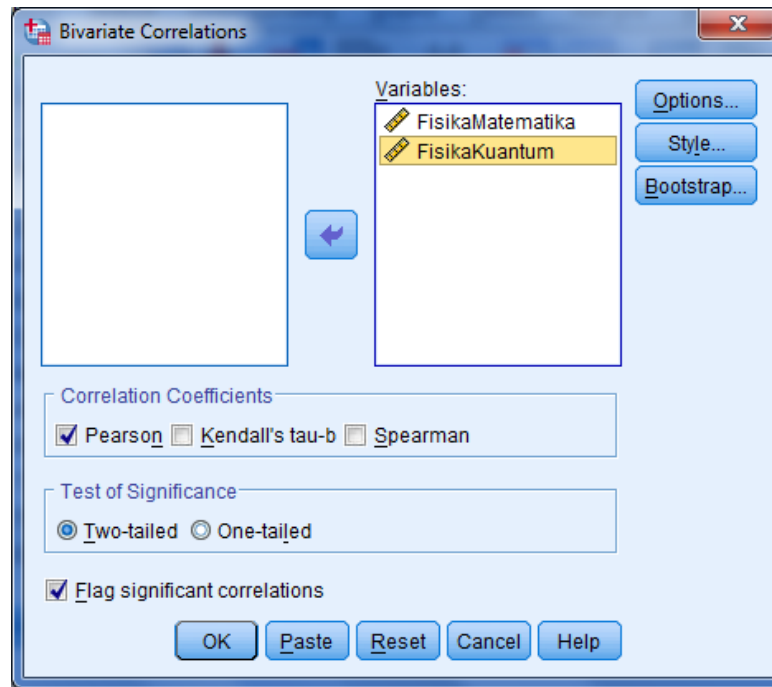 Bivariate Correlations
X
Variables:
FisikaMatematika
FisikaKuantum
Options...
Style...
Bootstrap...
Correlation Coefficients
Pearson Kendall's tau-b Spearman
Test of Significance
Two-tailed One-tailed
Flag significant correlations
OK Paste Reset Cancel Help